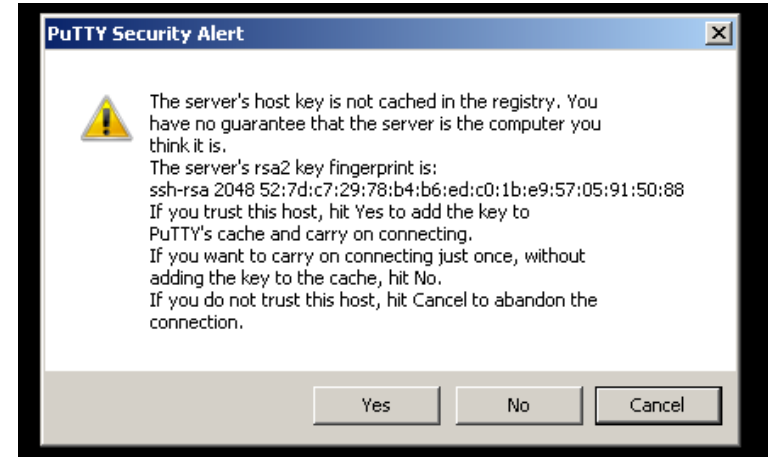 PuTTY Security Alert
The server's host key is not cached in the registry. You
have no guarantee that the server is the computer you
think it is.
The server's rsa2 key fingerprint is:
ssh-rsa 2048 52:7d:c7:29:78:b4:b6:ed:c0:1b:e9:57:05:91:50:88
If you trust this host, hit Yes to add the key to
PuTTY's cache and carry on connecting.
If you want to carry on connecting just once, without
adding the key to the cache, hit No.
If you do not trust this host, hit Cancel to abandon the
connection.
Yes No Cancel